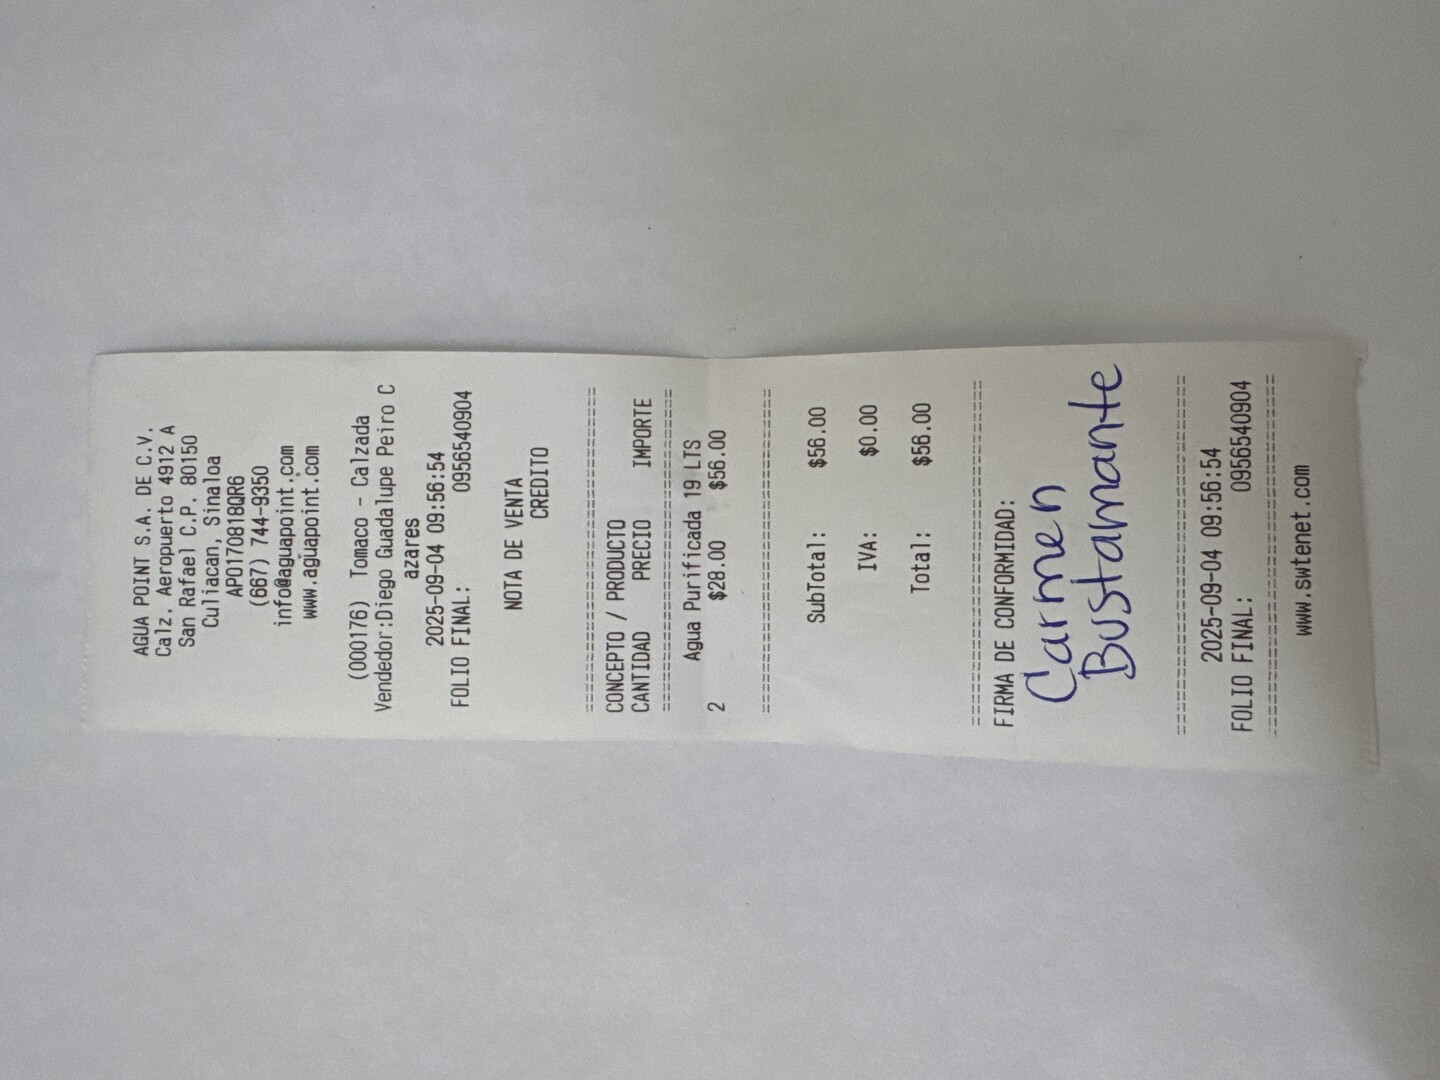 AGUA POINT S.A. DE C.V.
Calz. Aeropuerto 4912 A
San Rafael C.P. 80150
Culiacan, Sinaloa
APO170818QR6
(667) 744-9350
info@aguapoint.com
www.aguapoint.com
(000176) Tomaco - Calzada
Vendedor:Diego Guadalupe Peiro C
azares
2025-09-04 09:56:54
FOLIO FINAL: 0956540904
NOTA DE VENTA
CREDITO
================================
CONCEPTO / PRODUCTO
CANTIDAD PRECIO IMPORTE
================================
Agua Purificada 19 LTS
2 $28.00 $56.00
================================
SubTotal: $56.00
IVA: $0.00
Total: $56.00
================================
FIRMA DE CONFORMIDAD:
Carmen
Bustamante
================================
2025-09-04 09:56:54
FOLIO FINAL: 0956540904
================================
www.swtenet.com